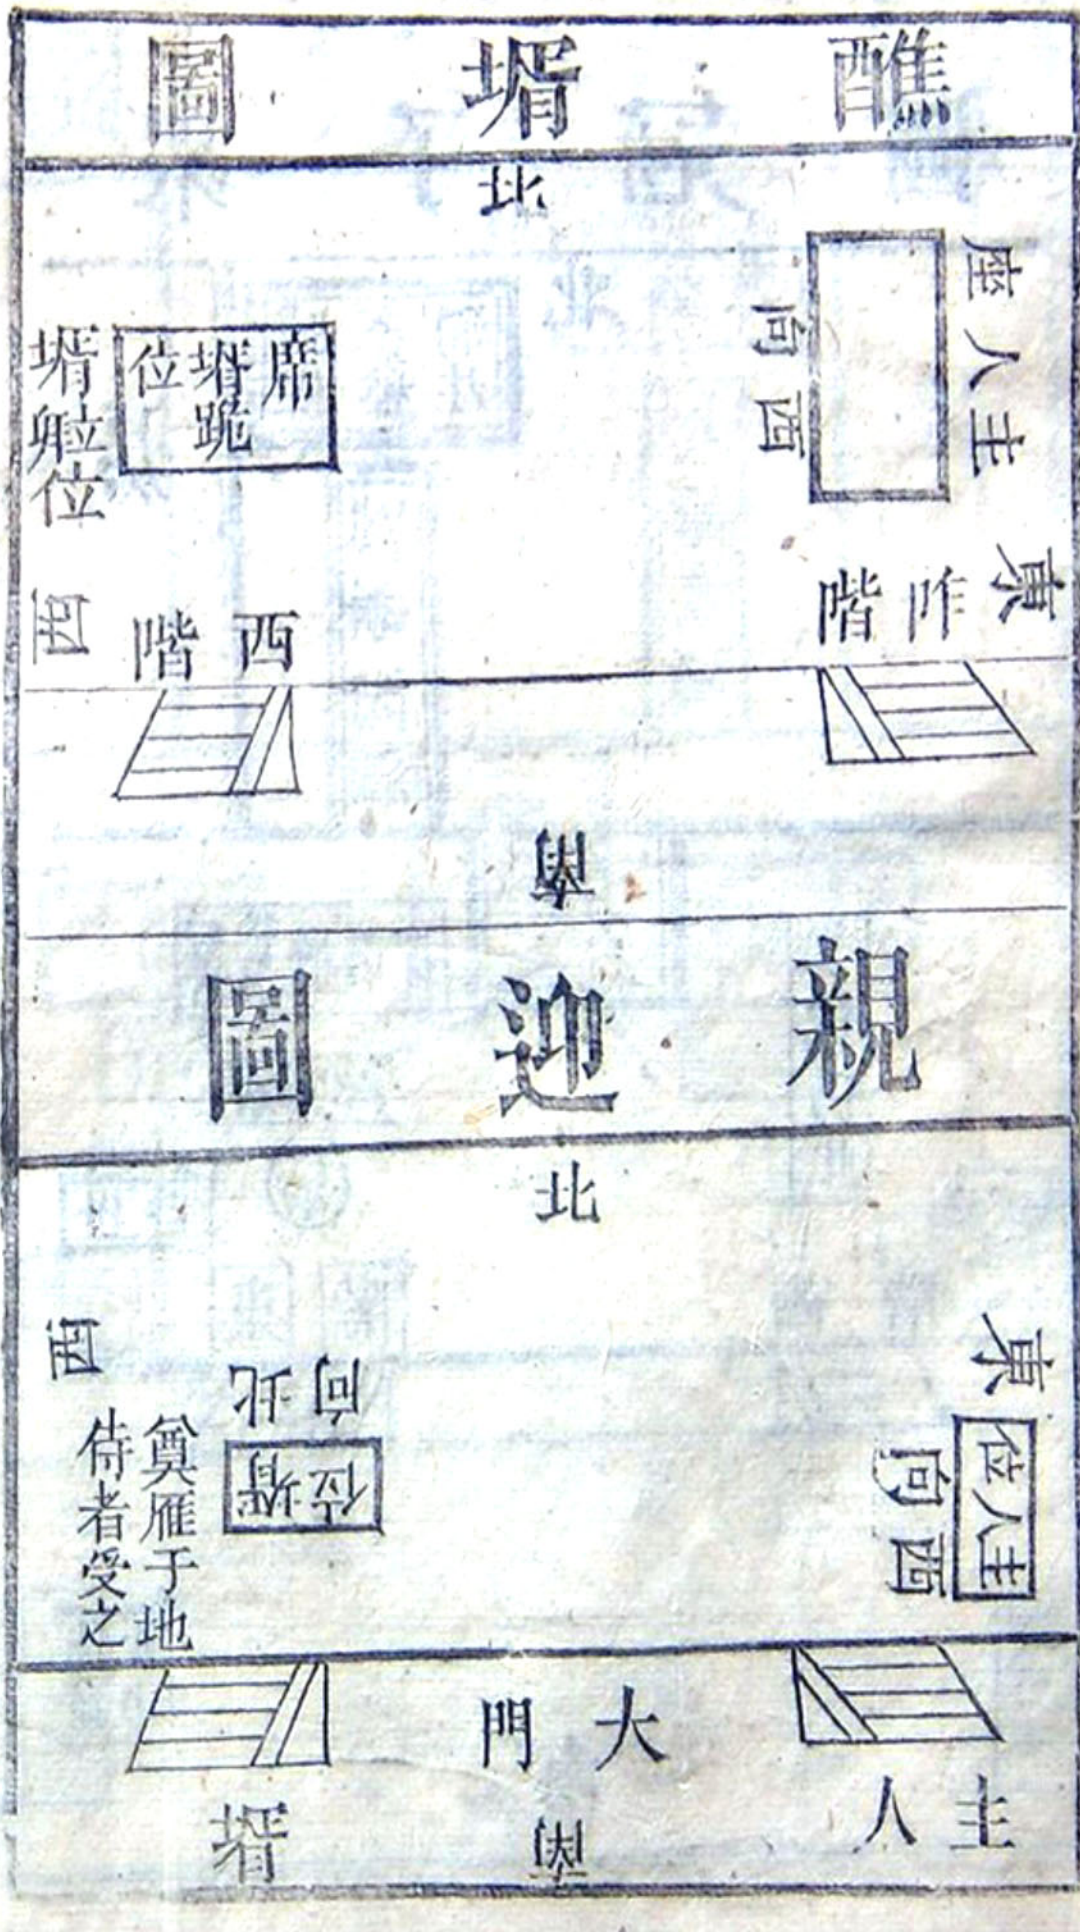 醮壻圖
北
主人座
西向
席
壻跪
位
壻立位
東
阼階
西階
西
南
親迎圖
北
東
主人位
西向
北向
壻位
奠雁于地
侍者受之
西
大門
主人
壻
南